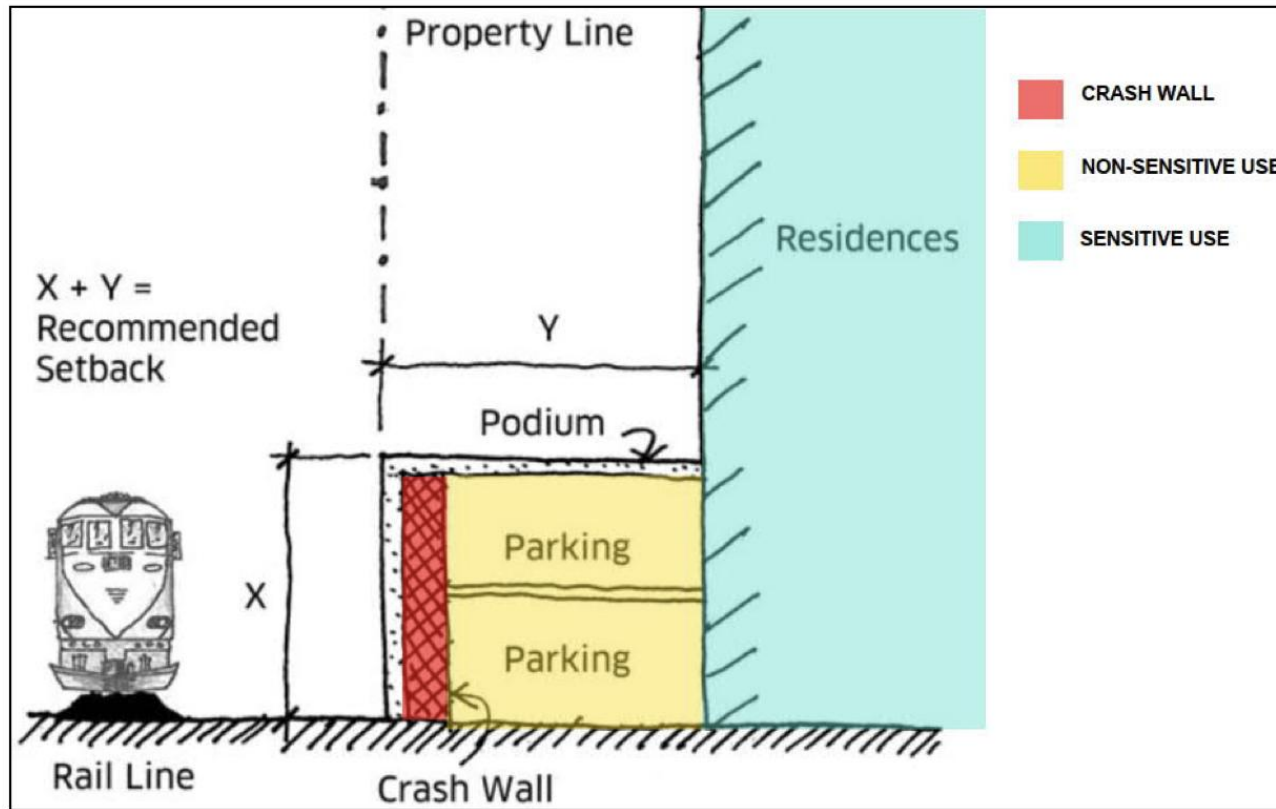 Property Line
CRASH WALL
NON-SENSITIVE USE
SENSITIVE USE
Residences
X + Y =
Recommended
Setback
Y
Podium
X
Parking
Parking
Rail Line
Crash Wall